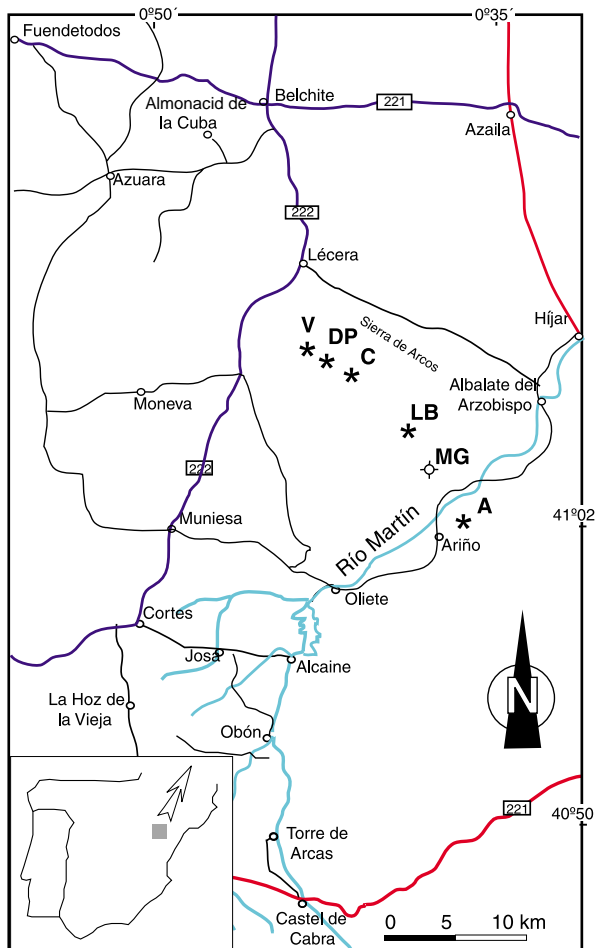 0º50´
0º35´
Fuendetodos
Belchite
221
Almonacid de
la Cuba
Azaila
Azuara
222
Lécera
Híjar
V
DP
C
Sierra de Arcos
Albalate del
Arzobispo
Moneva
LB
MG
222
A
41º02
Muniesa
Río Martín
Ariño
Oliete
Cortes
Josa
Alcaine
La Hoz de
la Vieja
N
Obón
221
40º50
Torre de
Arcas
Castel de
Cabra
0 5 10 km